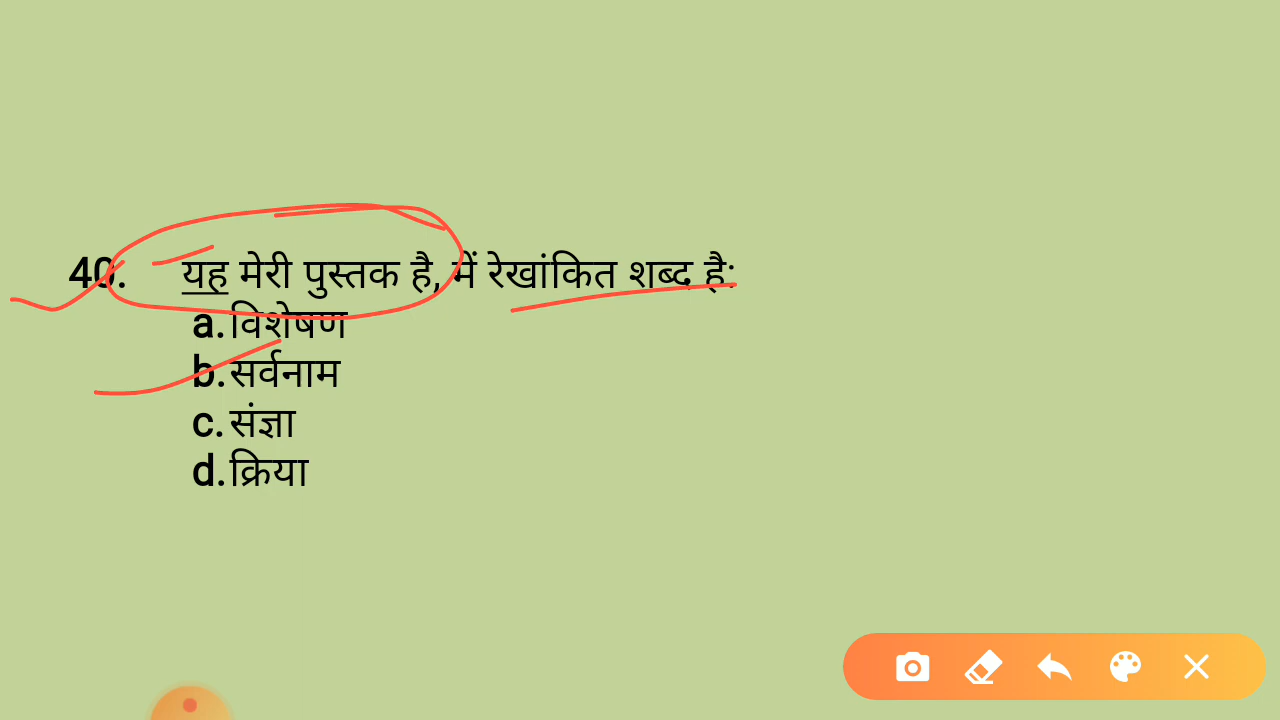 40. यह मेरी पुस्तक है, में रेखांकित शब्द है:
a. विशेषण
b. सर्वनाम
c. संज्ञा
d. क्रिया